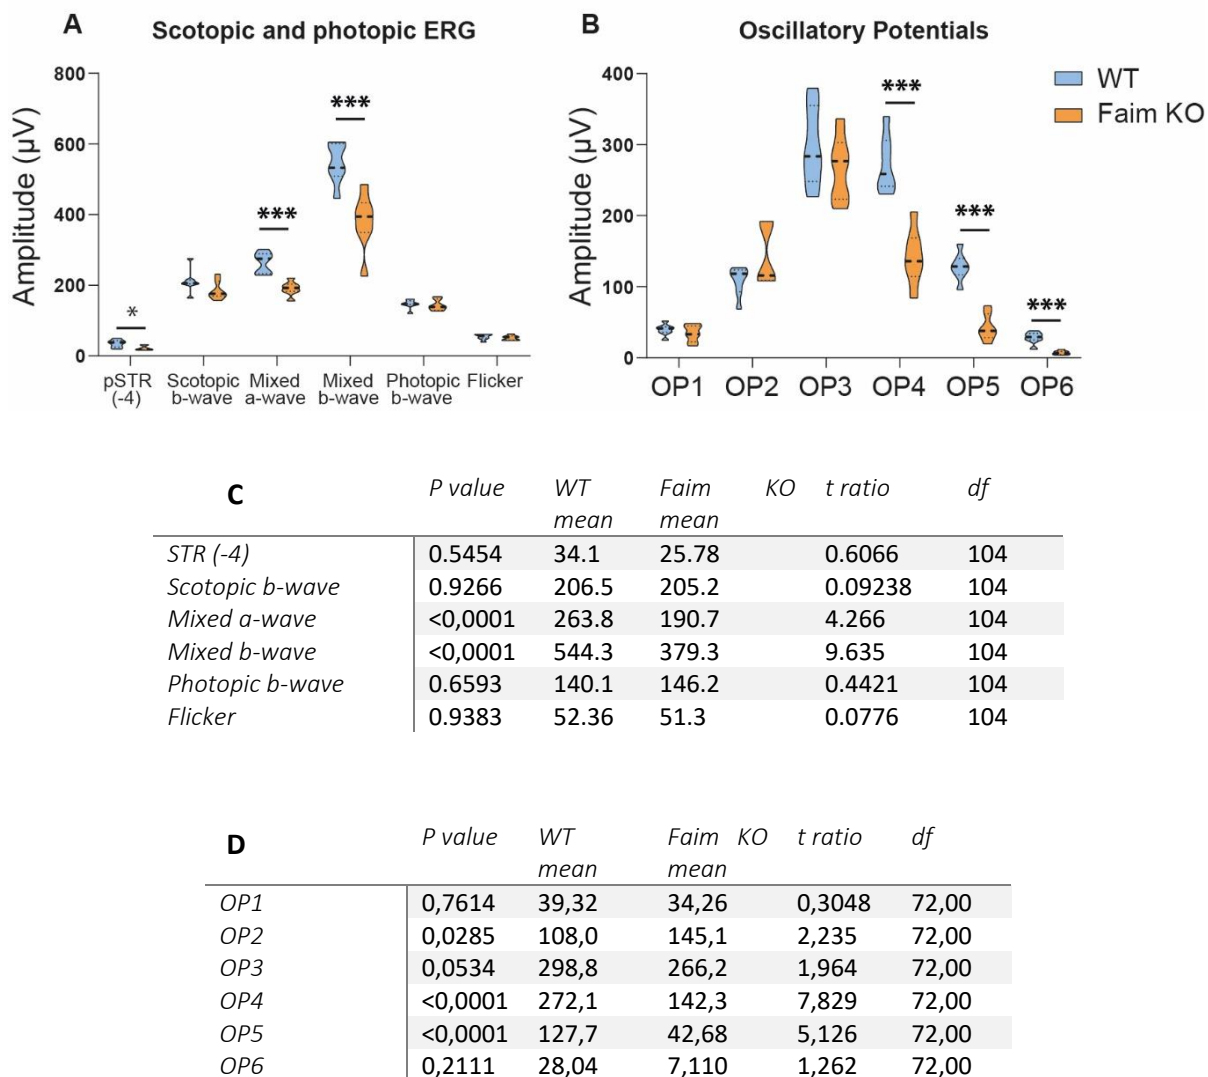 A Scotopic and photopic ERG
Amplitude (µV)
800
600
400
200
0
*
***
***
pSTR (-4) Scotopic b-wave Mixed a-wave Mixed b-wave Photopic b-wave Flicker
B Oscillatory Potentials
Amplitude (µV)
400
300
200
100
0
***
***
***
OP1 OP2 OP3 OP4 OP5 OP6
WT
Faim KO
C P value WT Faim KO t ratio df
mean mean
STR (-4) 0.5454 34.1 25.78 0.6066 104
Scotopic b-wave 0.9266 206.5 205.2 0.09238 104
Mixed a-wave <0,0001 263.8 190.7 4.266 104
Mixed b-wave <0,0001 544.3 379.3 9.635 104
Photopic b-wave 0.6593 140.1 146.2 0.4421 104
Flicker 0.9383 52.36 51.3 0.0776 104
D P value WT Faim KO t ratio df
mean mean
OP1 0,7614 39,32 34,26 0,3048 72,00
OP2 0,0285 108,0 145,1 2,235 72,00
OP3 0,0534 298,8 266,2 1,964 72,00
OP4 <0,0001 272,1 142,3 7,829 72,00
OP5 <0,0001 127,7 42,68 5,126 72,00
OP6 0,2111 28,04 7,110 1,262 72,00